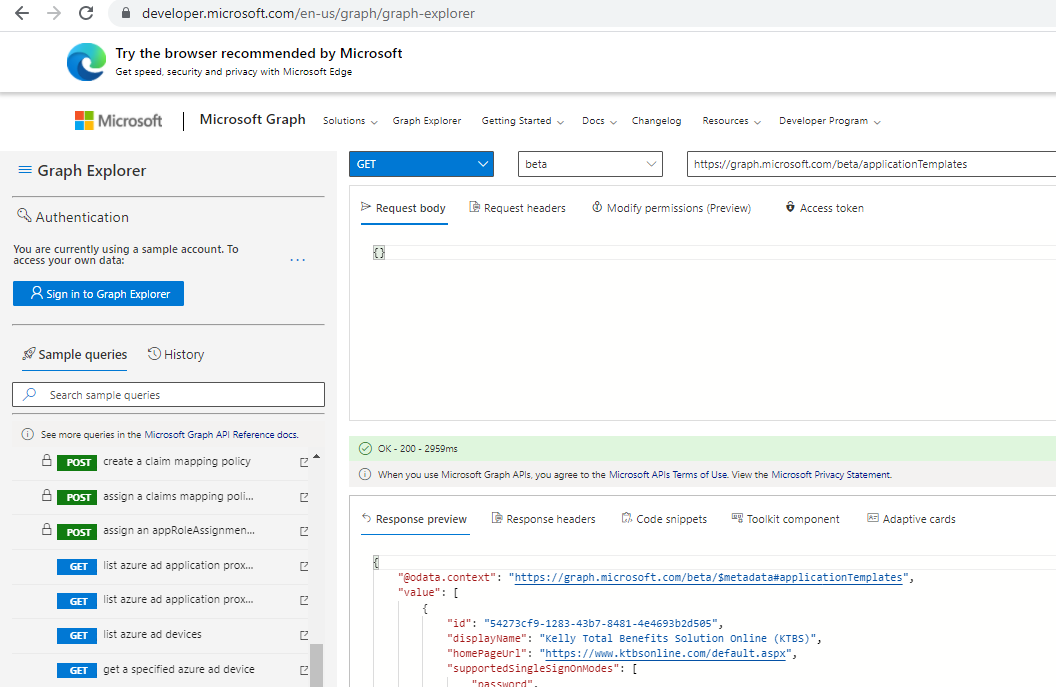 developer.microsoft.com/en-us/graph/graph-explorer
Try the browser recommended by Microsoft
Get speed, security and privacy with Microsoft Edge
Microsoft
Microsoft Graph
Solutions
Graph Explorer
Getting Started
Docs
Changelog
Resources
Developer Program
Graph Explorer
Authentication
You are currently using a sample account. To
access your own data:
...
Sign in to Graph Explorer
Sample queries
History
Search sample queries
See more queries in the Microsoft Graph API Reference docs.
POST create a claim mapping policy
POST assign a claims mapping poli...
POST assign an appRoleAssignmen...
GET list azure ad application prox...
GET list azure ad application prox...
GET list azure ad devices
GET get a specified azure ad device
GET
beta
https://graph.microsoft.com/beta/applicationTemplates
Request body
Request headers
Modify permissions (Preview)
Access token
{}
OK - 200 - 2959ms
When you use Microsoft Graph APIs, you agree to the Microsoft APIs Terms of Use. View the Microsoft Privacy Statement.
Response preview
Response headers
Code snippets
Toolkit component
Adaptive cards
{
"@odata.context": "https://graph.microsoft.com/beta/$metadata#applicationTemplates",
"value": [
{
"id": "54273cf9-1283-43b7-8481-4e4693b2d505",
"displayName": "Kelly Total Benefits Solution Online (KTBS)",
"homePageUrl": "https://www.ktbsonline.com/default.aspx",
"supportedSingleSignOnModes": [
"password",